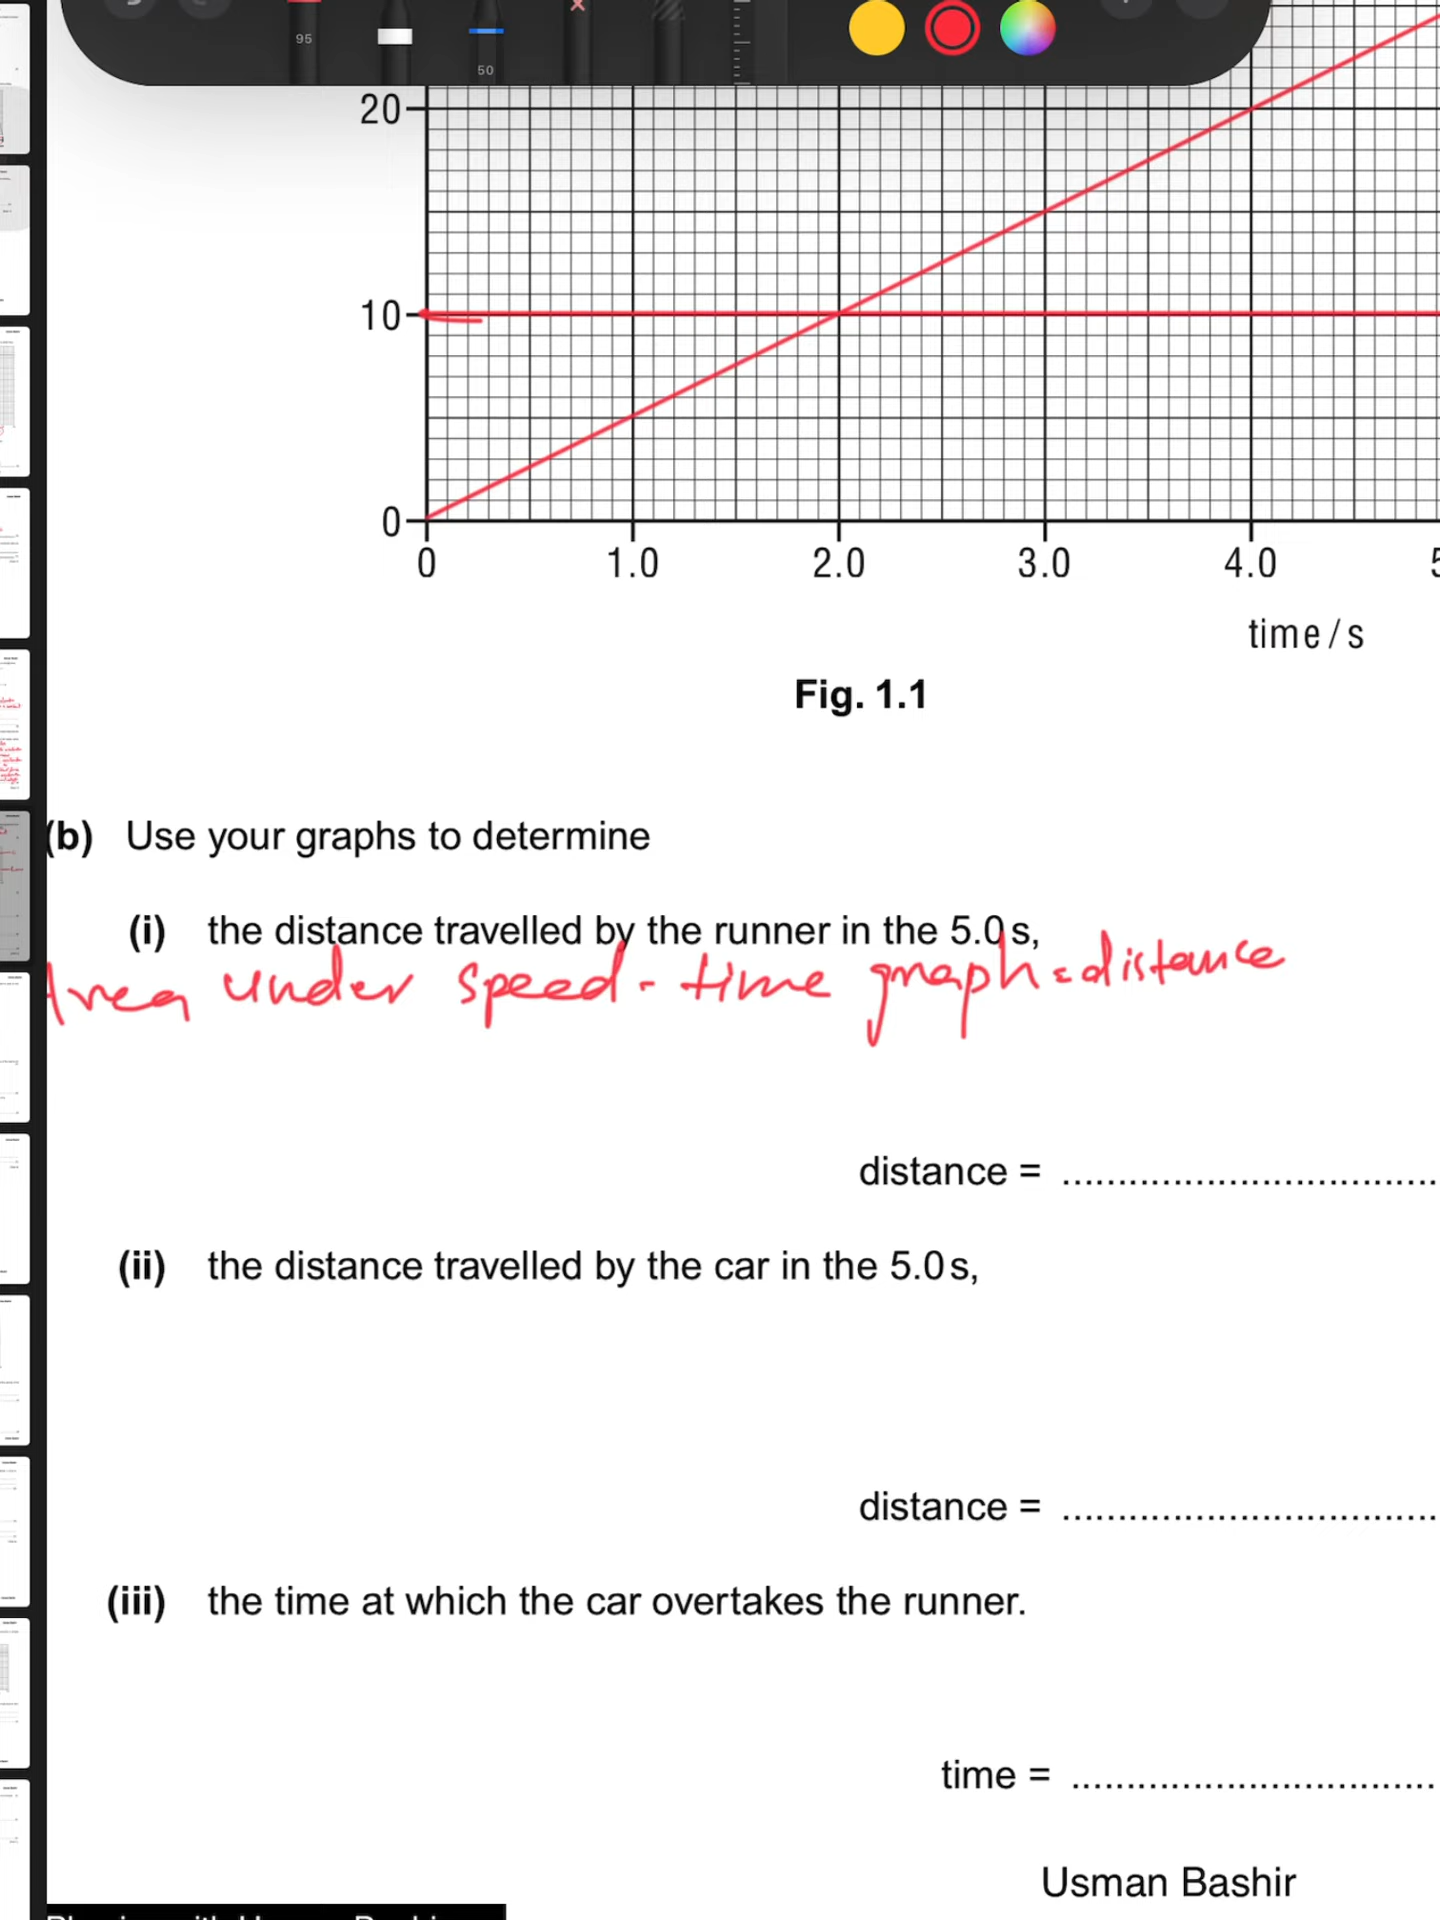 95
50
20
10
0
0 1.0 2.0 3.0 4.0
time / s
Fig. 1.1
(b) Use your graphs to determine
(i) the distance travelled by the runner in the 5.0 s,
Area under speed - time graph = distance
distance = ..................................
(ii) the distance travelled by the car in the 5.0 s,
distance = ..................................
(iii) the time at which the car overtakes the runner.
time = .................................
Usman Bashir